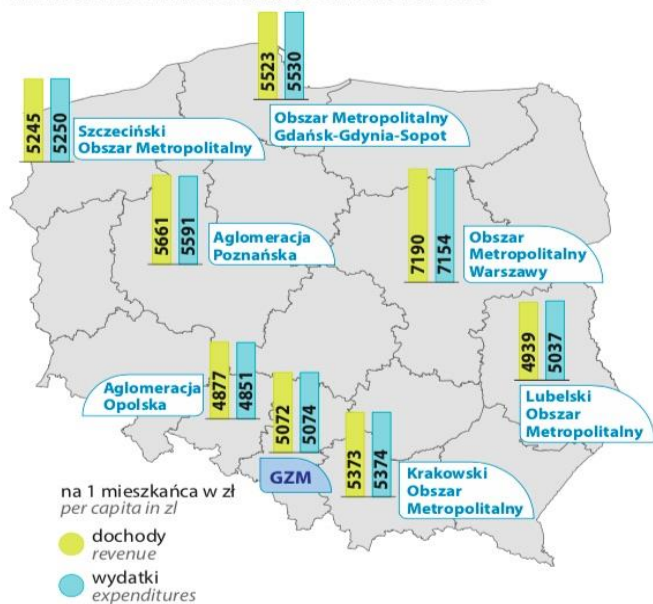 5523
5530
Obszar Metropolitalny
Gdańsk-Gdynia-Sopot
5245
5250
Szczeciński
Obszar Metropolitalny
5661
5591
Aglomeracja
Poznańska
7190
7154
Obszar
Metropolitalny
Warszawy
4939
5037
Lubelski
Obszar
Metropolitalny
Aglomeracja
Opolska
4877
4851
5072
5074
GZM
5373
5374
Krakowski
Obszar
Metropolitalny
na 1 mieszkańca w zł
per capita in zl
dochody
revenue
wydatki
expenditures